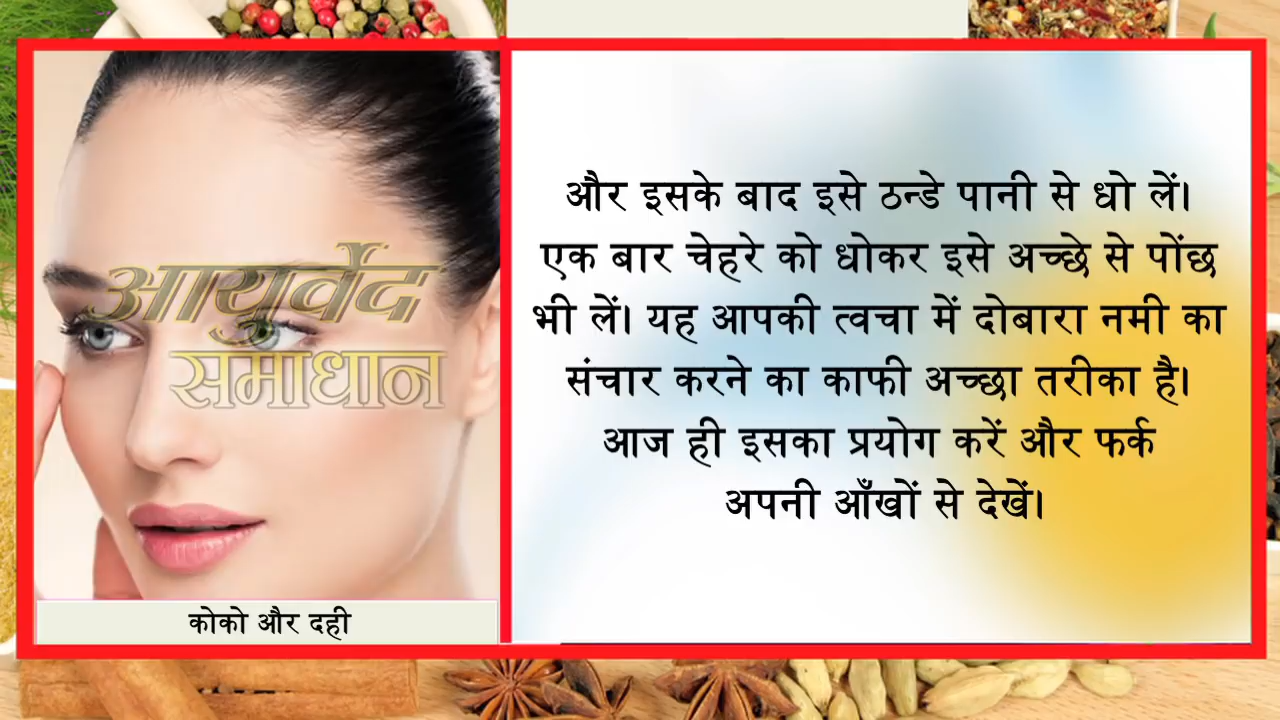 आयुर्वेद
समाधान
कोको और दही
और इसके बाद इसे ठन्डे पानी से धो लें।
एक बार चेहरे को धोकर इसे अच्छे से पोंछ
भी लें। यह आपकी त्वचा में दोबारा नमी का
संचार करने का काफी अच्छा तरीका है।
आज ही इसका प्रयोग करें और फर्क
अपनी आँखों से देखें।